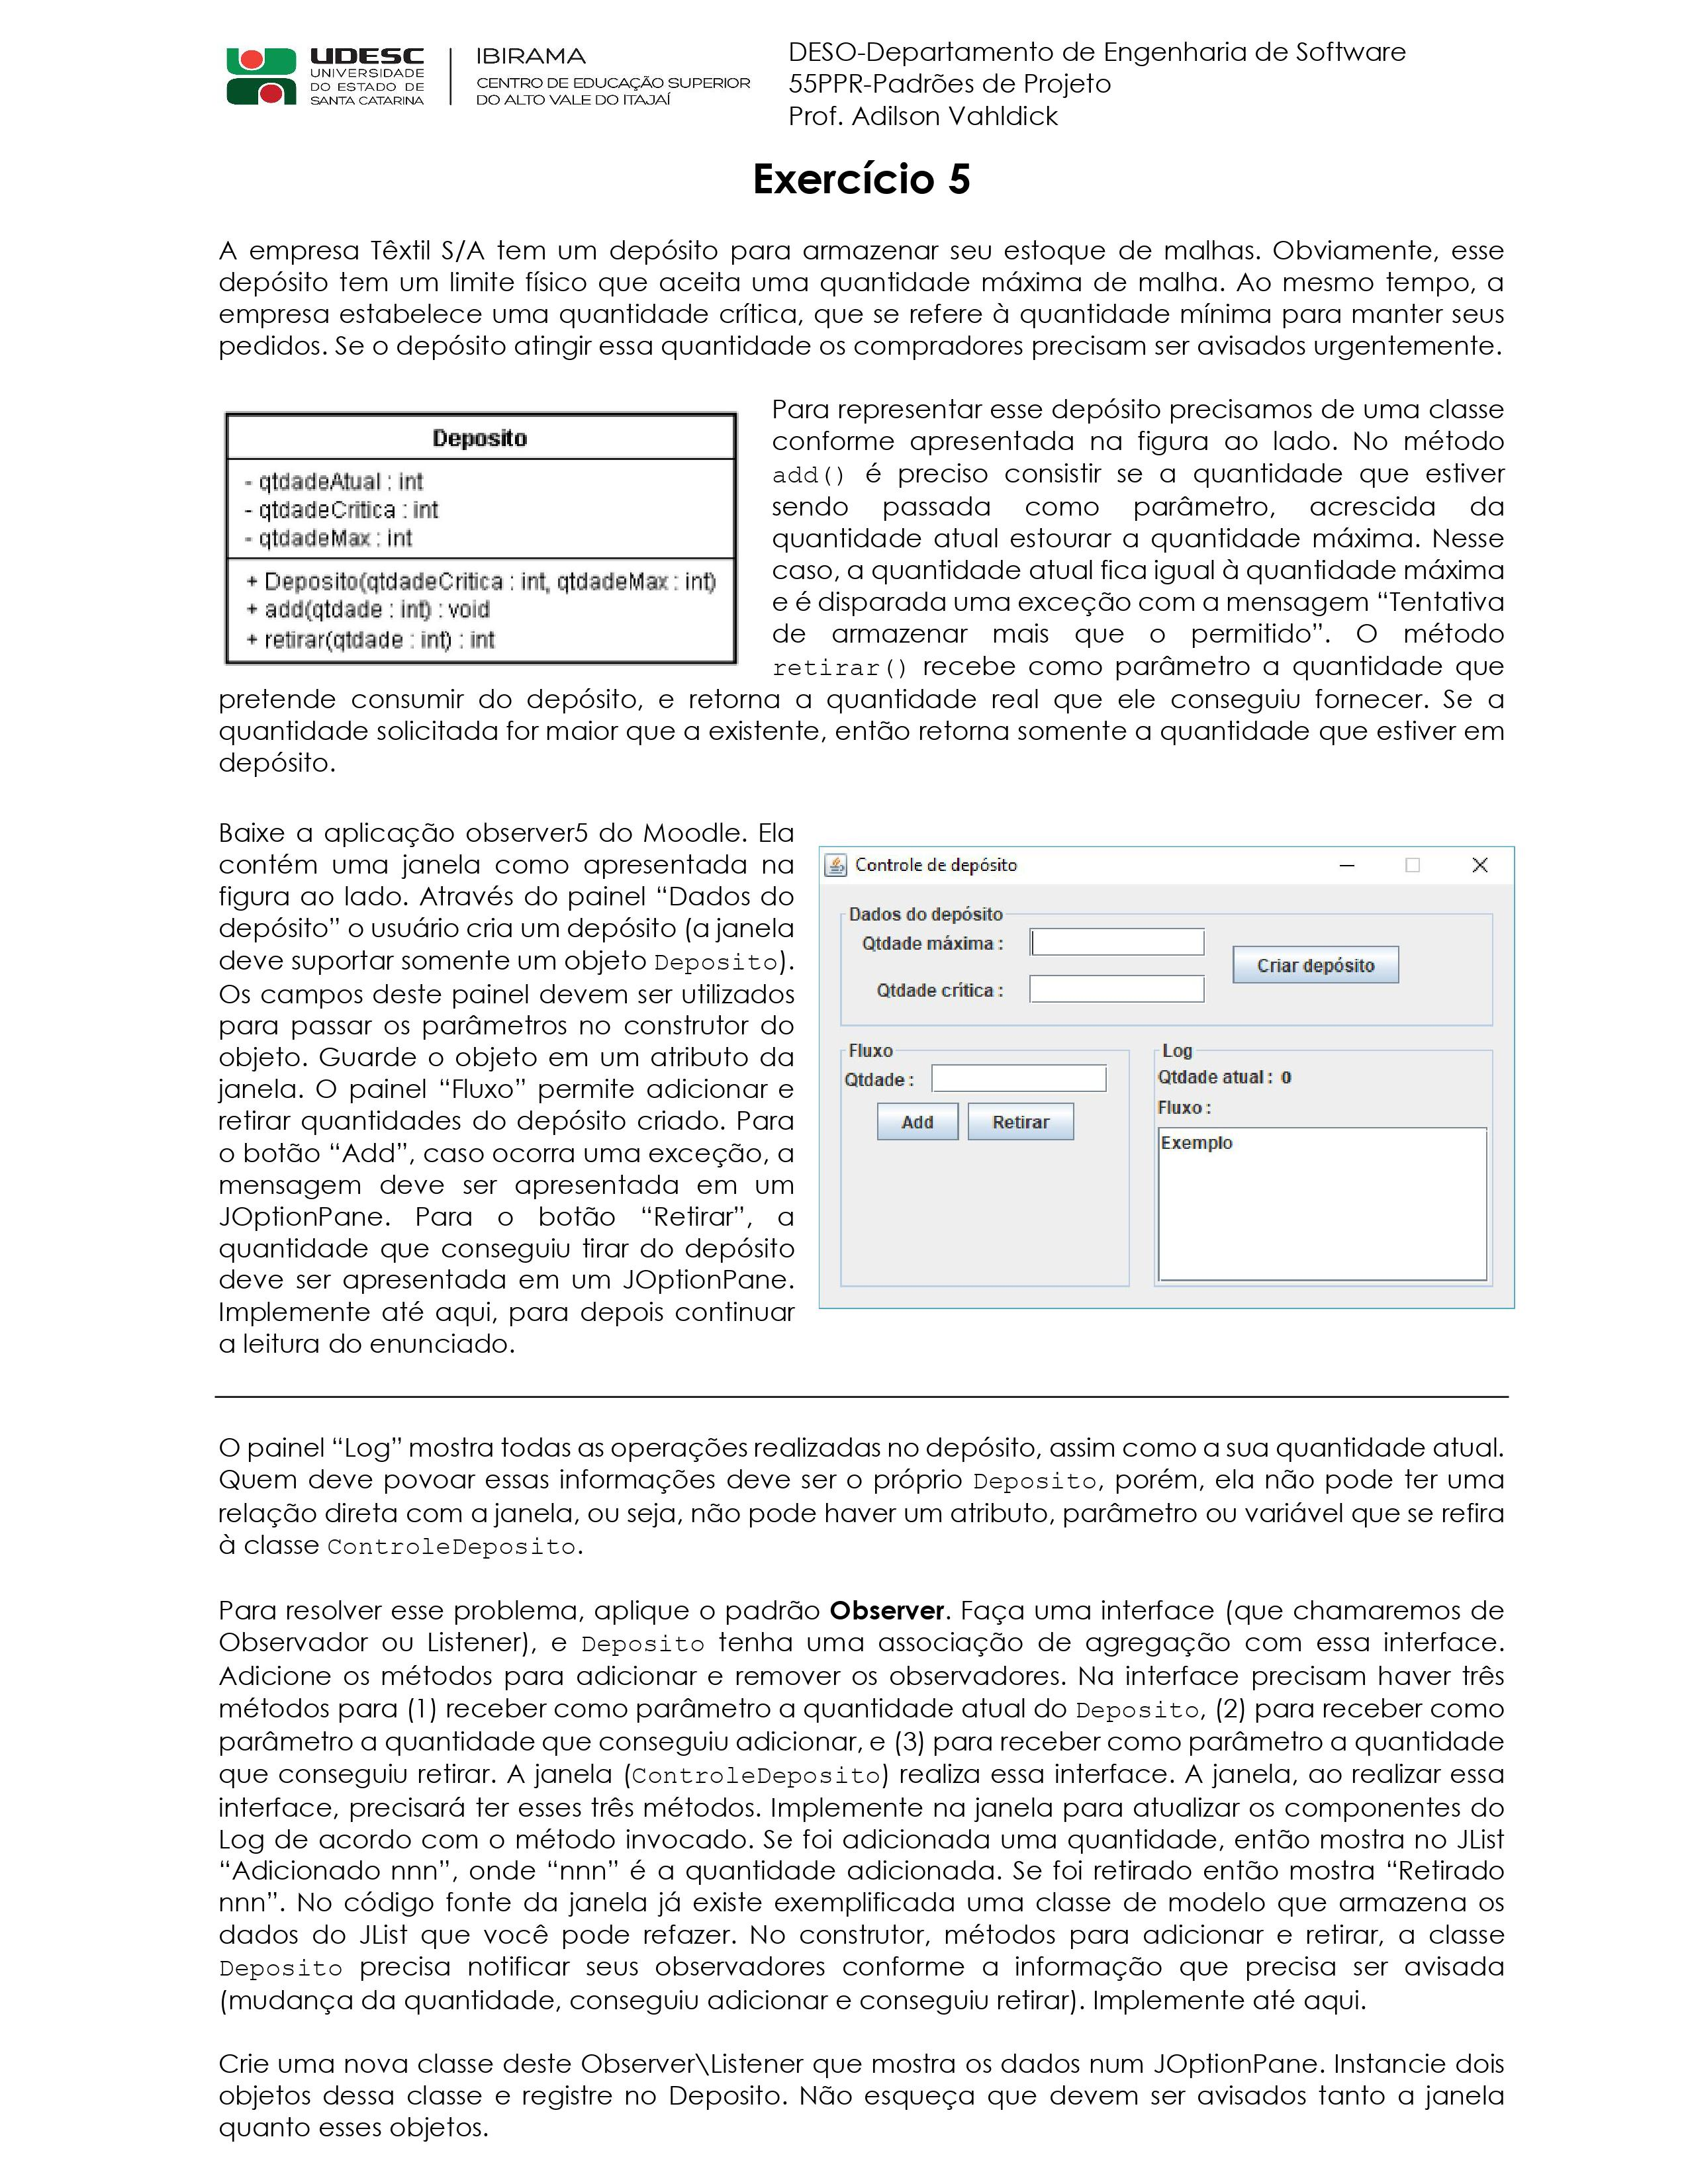 UDESC
UNIVERSIDADE
DO ESTADO DE
SANTA CATARINA
IBIRAMA
CENTRO DE EDUCAÇÃO SUPERIOR
DO ALTO VALE DO ITAJAÍ
DESO-Departamento de Engenharia de Software
55PPR-Padrões de Projeto
Prof. Adilson Vahldick
Exercício 5
A empresa Têxtil S/A tem um depósito para armazenar seu estoque de malhas. Obviamente, esse
depósito tem um limite físico que aceita uma quantidade máxima de malha. Ao mesmo tempo, a
empresa estabelece uma quantidade crítica, que se refere à quantidade mínima para manter seus
pedidos. Se o depósito atingir essa quantidade os compradores precisam ser avisados urgentemente.
Deposito
- qtdadeAtual : int
- qtdadeCritica : int
- qtdadeMax : int
+ Deposito(qtdadeCritica : int, qtdadeMax : int)
+ add(qtdade : int) : void
+ retirar(qtdade : int) : int
Para representar esse depósito precisamos de uma classe
conforme apresentada na figura ao lado. No método
add() é preciso consistir se a quantidade que estiver
sendo passada como parâmetro, acrescida da
quantidade atual estourar a quantidade máxima. Nesse
caso, a quantidade atual fica igual à quantidade máxima
e é disparada uma exceção com a mensagem “Tentativa
de armazenar mais que o permitido”. O método
retirar() recebe como parâmetro a quantidade que
pretende consumir do depósito, e retorna a quantidade real que ele conseguiu fornecer. Se a
quantidade solicitada for maior que a existente, então retorna somente a quantidade que estiver em
depósito.
Baixe a aplicação observer5 do Moodle. Ela
contém uma janela como apresentada na
figura ao lado. Através do painel “Dados do
depósito” o usuário cria um depósito (a janela
deve suportar somente um objeto Deposito).
Os campos deste painel devem ser utilizados
para passar os parâmetros no construtor do
objeto. Guarde o objeto em um atributo da
janela. O painel “Fluxo” permite adicionar e
retirar quantidades do depósito criado. Para
o botão “Add”, caso ocorra uma exceção, a
mensagem deve ser apresentada em um
JOptionPane. Para o botão “Retirar”, a
quantidade que conseguiu tirar do depósito
deve ser apresentada em um JOptionPane.
Implemente até aqui, para depois continuar
a leitura do enunciado.
Controle de depósito
Dados do depósito
Qtdade máxima :
Criar depósito
Qtdade crítica :
Fluxo
Qtdade :
Add
Retirar
Log
Qtdade atual : 0
Fluxo :
Exemplo
O painel “Log” mostra todas as operações realizadas no depósito, assim como a sua quantidade atual.
Quem deve povoar essas informações deve ser o próprio Deposito, porém, ela não pode ter uma
relação direta com a janela, ou seja, não pode haver um atributo, parâmetro ou variável que se refira
à classe ControleDeposito.
Para resolver esse problema, aplique o padrão Observer. Faça uma interface (que chamaremos de
Observador ou Listener), e Deposito tenha uma associação de agregação com essa interface.
Adicione os métodos para adicionar e remover os observadores. Na interface precisam haver três
métodos para (1) receber como parâmetro a quantidade atual do Deposito, (2) para receber como
parâmetro a quantidade que conseguiu adicionar, e (3) para receber como parâmetro a quantidade
que conseguiu retirar. A janela (ControleDeposito) realiza essa interface. A janela, ao realizar essa
interface, precisará ter esses três métodos. Implemente na janela para atualizar os componentes do
Log de acordo com o método invocado. Se foi adicionada uma quantidade, então mostra no JList
“Adicionado nnn”, onde “nnn” é a quantidade adicionada. Se foi retirado então mostra “Retirado
nnn”. No código fonte da janela já existe exemplificada uma classe de modelo que armazena os
dados do JList que você pode refazer. No construtor, métodos para adicionar e retirar, a classe
Deposito precisa notificar seus observadores conforme a informação que precisa ser avisada
(mudança da quantidade, conseguiu adicionar e conseguiu retirar). Implemente até aqui.
Crie uma nova classe deste Observer\Listener que mostra os dados num JOptionPane. Instancie dois
objetos dessa classe e registre no Deposito. Não esqueça que devem ser avisados tanto a janela
quanto esses objetos.